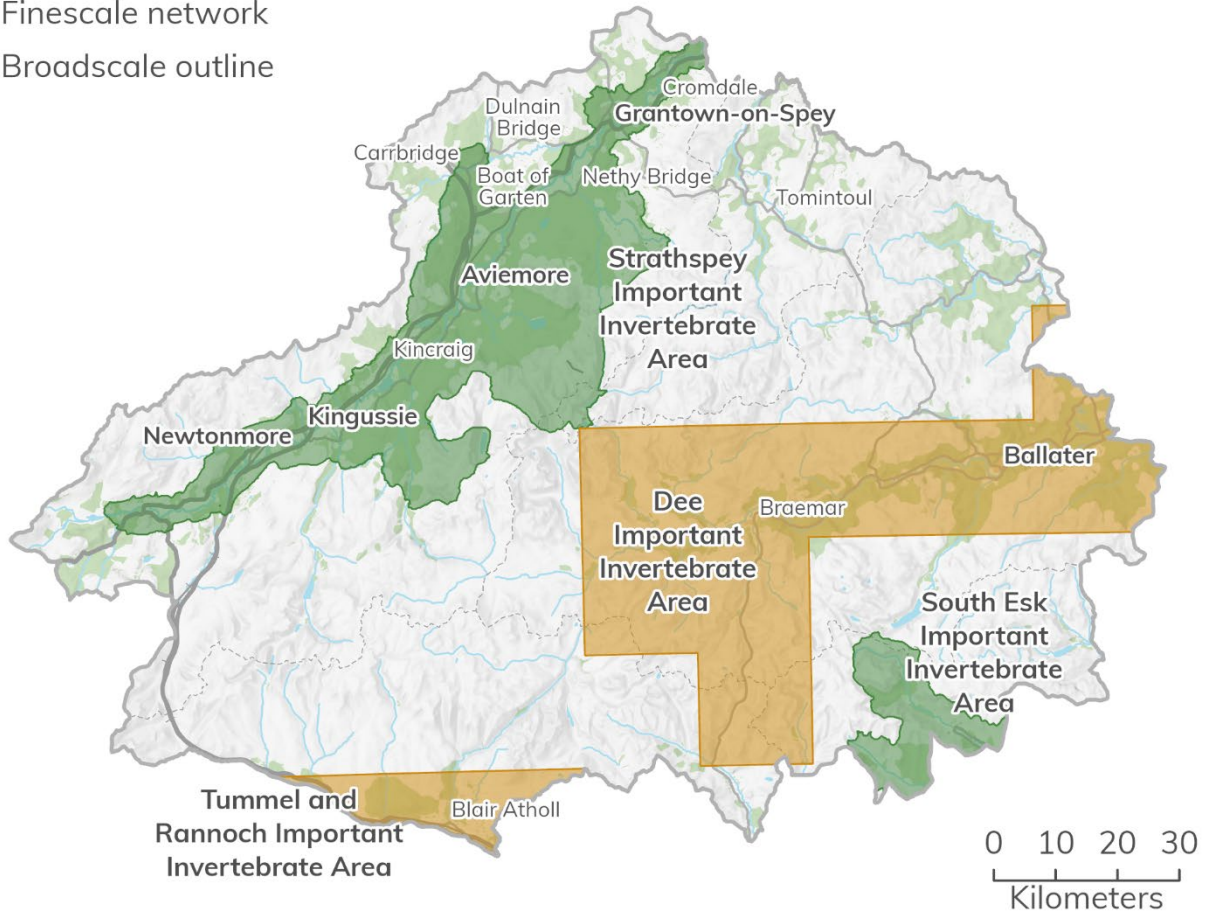 Finescale network
Broadscale outline
Cromdale
Grantown-on-Spey
Dulnain
Bridge
Carrbridge
Boat of
Garten
Nethy Bridge
Tomintoul
Aviemore
Strathspey
Important
Invertebrate
Area
Kincraig
Kingussie
Newtonmore
Ballater
Braemar
Dee
Important
Invertebrate
Area
South Esk
Important
Invertebrate
Area
Tummel and
Rannoch Important
Invertebrate Area
Blair Atholl
0 10 20 30
Kilometers